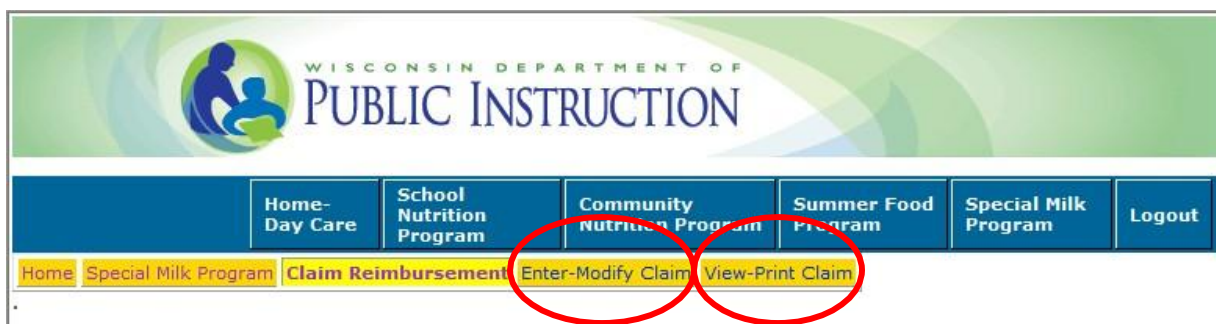 WISCONSIN DEPARTMENT OF
PUBLIC INSTRUCTION
Home-
Day Care
School
Nutrition
Program
Community
Nutrition Program
Summer Food
Program
Special Milk
Program
Logout
Home Special Milk Program Claim Reimbursement Enter-Modify Claim View-Print Claim
.